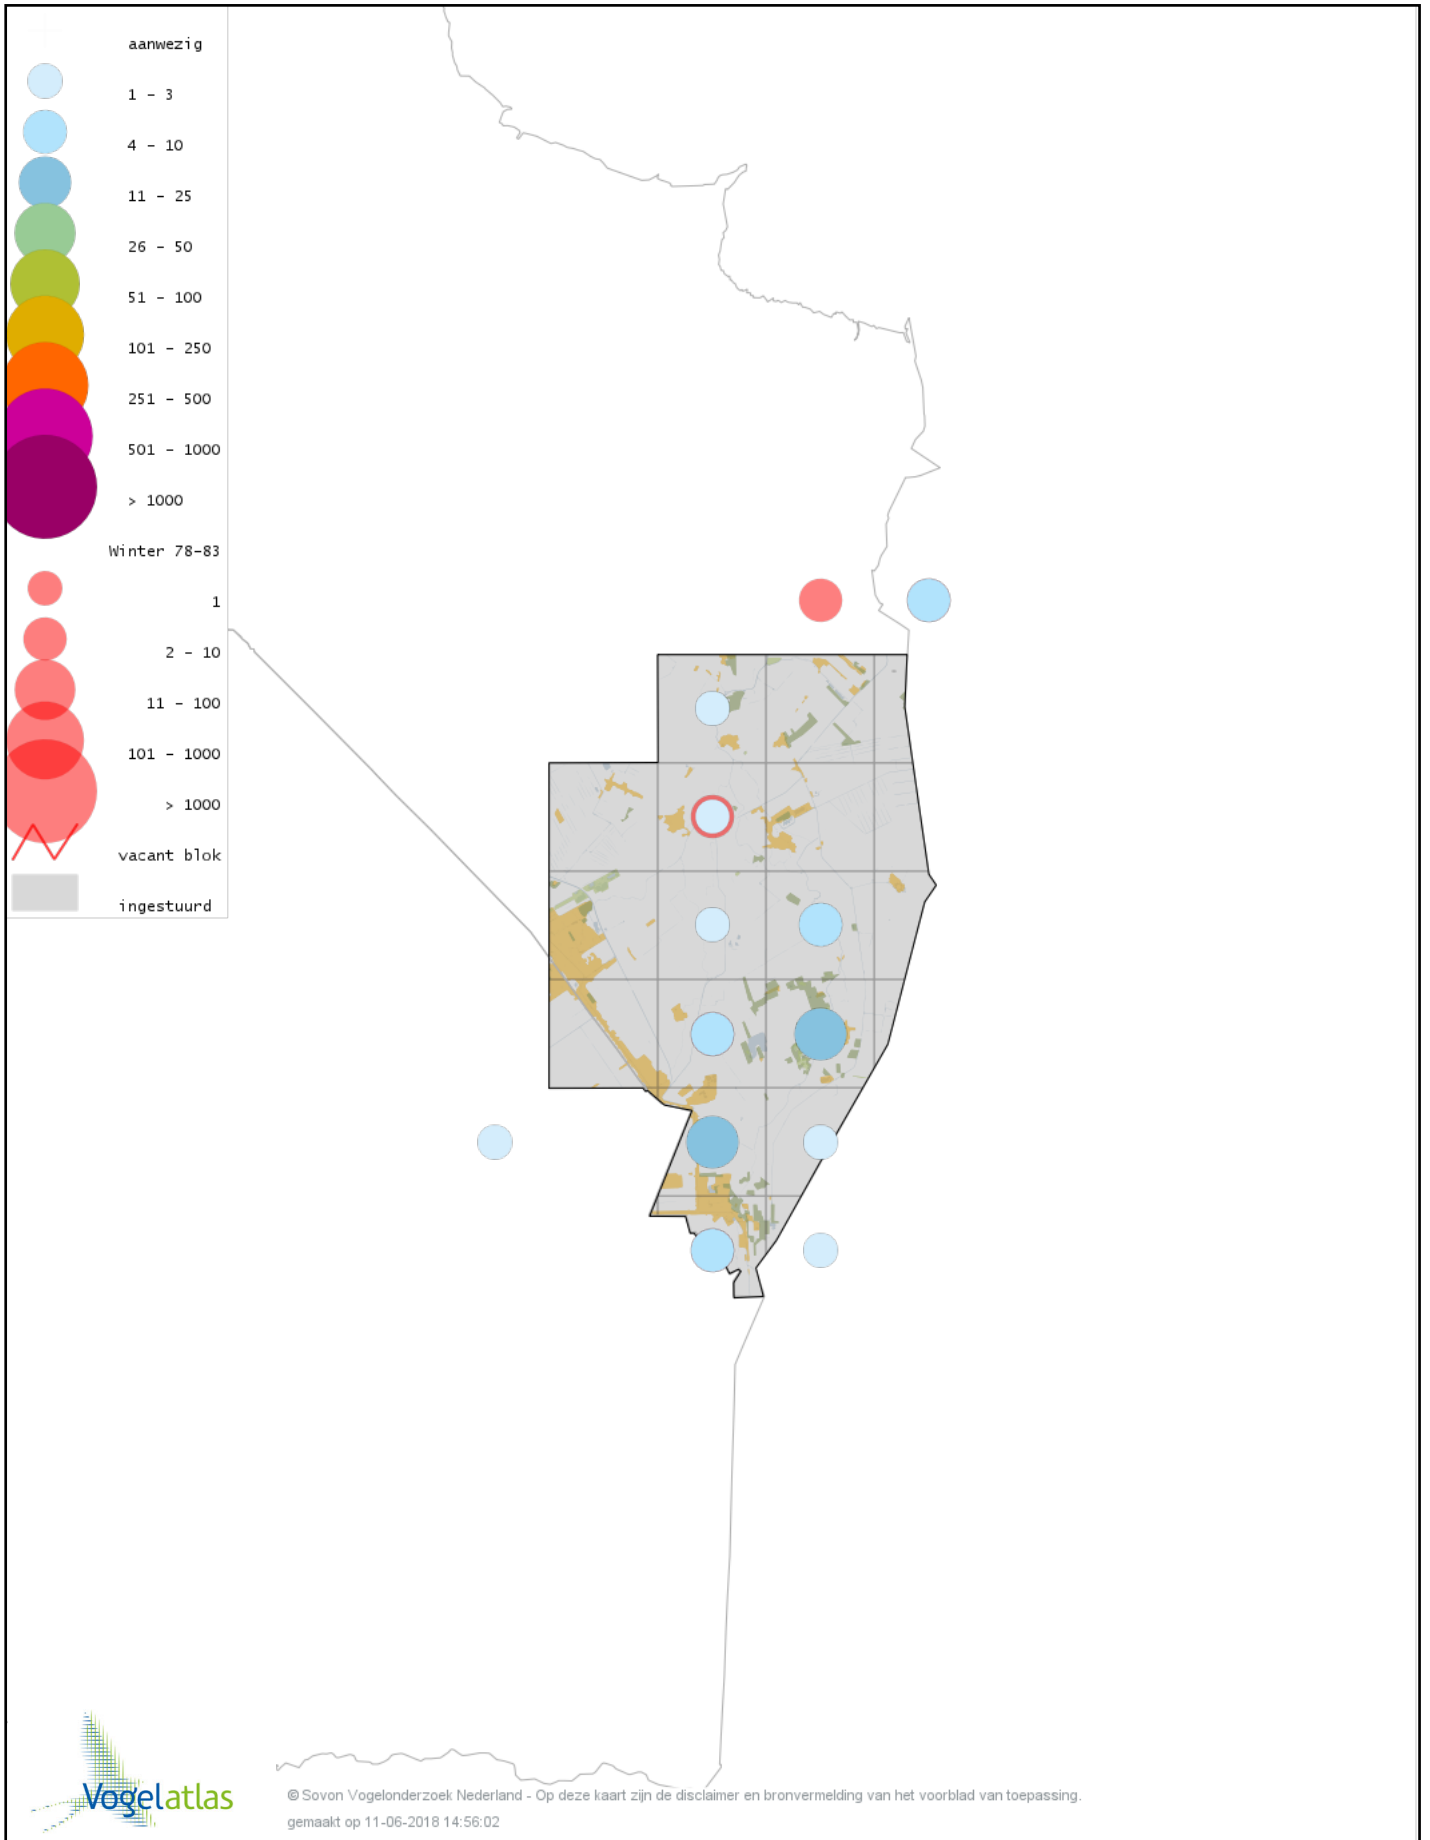 aanwezig
1 - 3
4 - 10
11 - 25
26 - 50
51 - 100
101 - 250
251 - 500
501 - 1000
> 1000
Winter 78-83
1
2 - 10
11 - 100
101 - 1000
> 1000
vacant blok
ingestuurd
Vogelatlas
© Sovon Vogelonderzoek Nederland - Op deze kaart zijn de disclaimer en bronvermelding van het voorblad van toepassing.
gemaakt op 11-06-2018 14:56:02